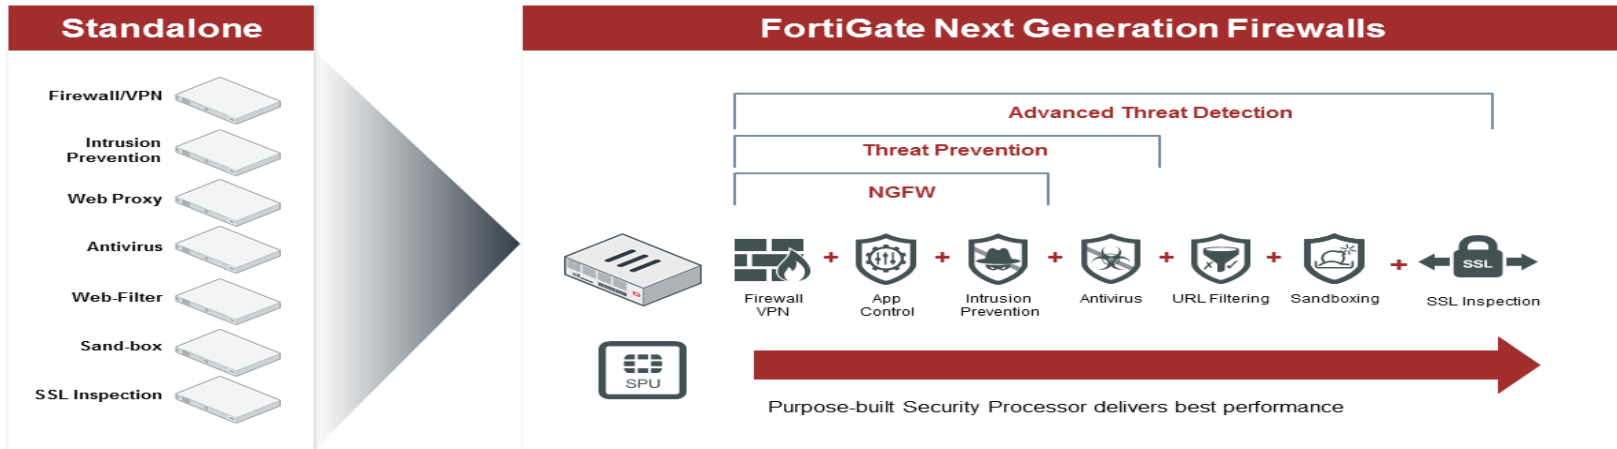 Standalone
Firewall/VPN
Intrusion
Prevention
Web Proxy
Antivirus
Web-Filter
Sand-box
SSL Inspection
FortiGate Next Generation Firewalls
Advanced Threat Detection
Threat Prevention
NGFW
+ + + + + +
SSL
Firewall
VPN
App
Control
Intrusion
Prevention
Antivirus
URL Filtering
Sandboxing
SSL Inspection
SPU
Purpose-built Security Processor delivers best performance